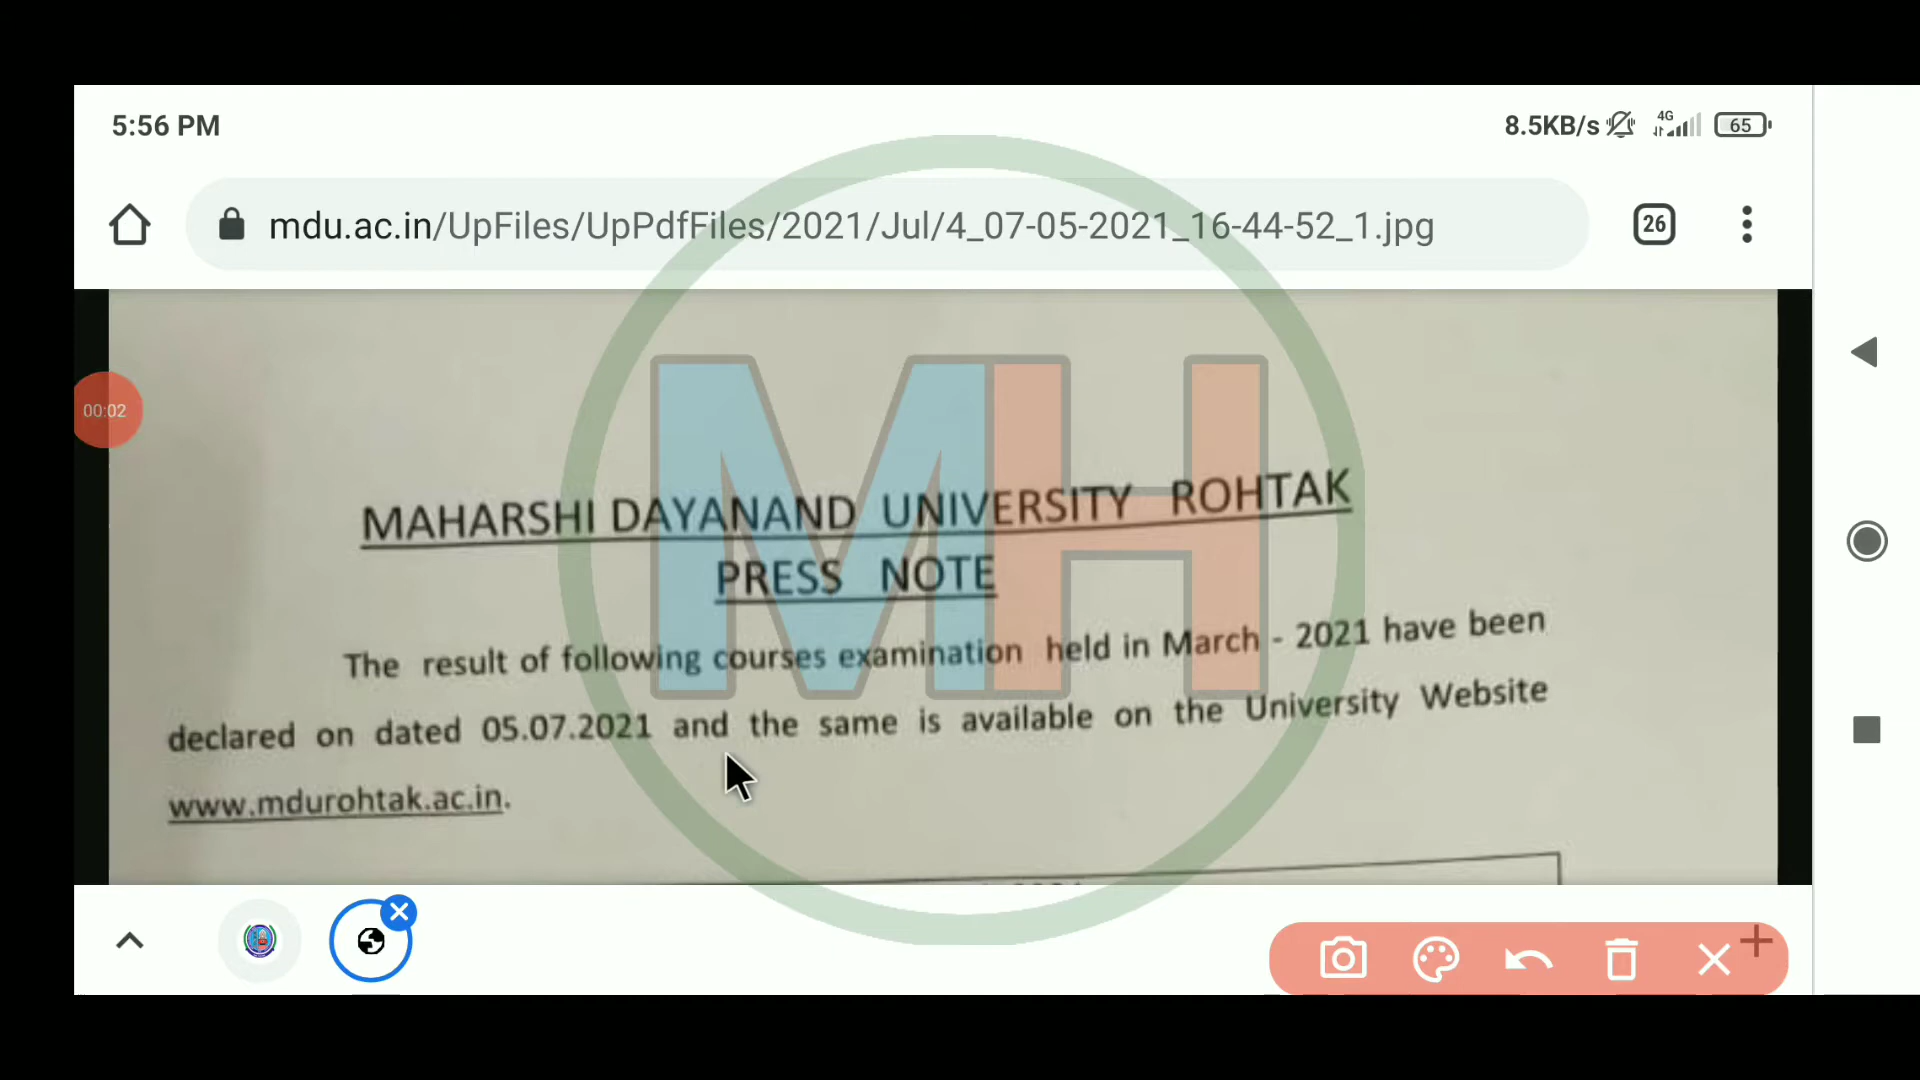 5:56 PM
8.5KB/s
4G
65
mdu.ac.in/UpFiles/UpPdfFiles/2021/Jul/4_07-05-2021_16-44-52_1.jpg
26
00:02
MH
MAHARSHI DAYANAND UNIVERSITY ROHTAK
PRESS NOTE
The result of following courses examination held in March - 2021 have been
declared on dated 05.07.2021 and the same is available on the University Website
www.mdurohtak.ac.in.